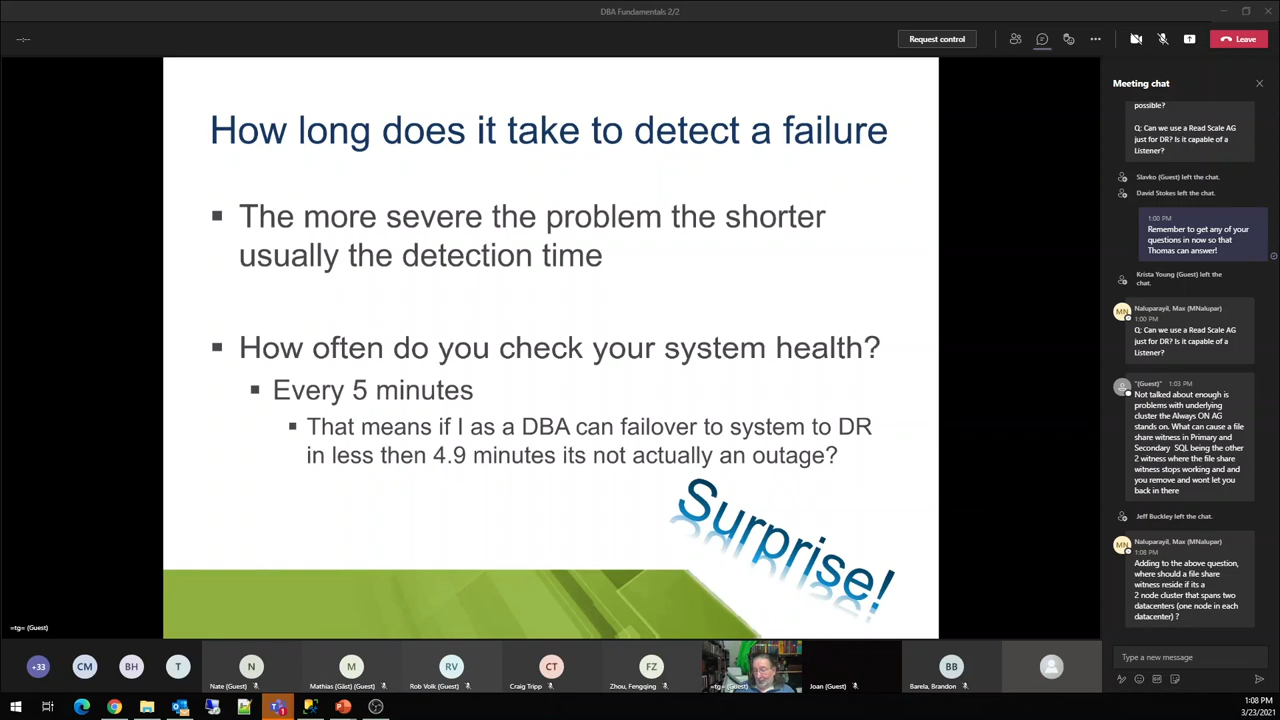 DBA Fundamentals 2/2
--:--
Request control
Leave
How long does it take to detect a failure
The more severe the problem the shorter
usually the detection time
How often do you check your system health?
Every 5 minutes
That means if I as a DBA can failover to system to DR
in less then 4.9 minutes its not actually an outage?
Surprise!
=tg= (Guest)
Meeting chat
possible?
Q: Can we use a Read Scale AG
just for DR? Is it capable of a
Listener?
Slavko (Guest) left the chat.
David Stokes left the chat.
1:00 PM
Remember to get any of your
questions in now so that
Thomas can answer!
Krista Young (Guest) left the
chat.
MN
Naluparayil, Max (MNalupar)
1:00 PM
Q: Can we use a Read Scale AG
just for DR? Is it capable of a
Listener?
"(Guest)" 1:03 PM
Not talked about enough is
problems with underlying
cluster the Always ON AG
stands on. What can cause a file
share witness in Primary and
Secondary SQL being the other
2 witness where the file share
witness stops working and and
you remove and wont let you
back in there
Jeff Buckley left the chat.
MN
Naluparayil, Max (MNalupar)
1:08 PM
Adding to the above question,
where should a file share
witness reside if its a
2 node cluster that spans two
datacenters (one node in each
datacenter) ?
Type a new message
+33
CM
BH
T
N
Nate (Guest)
M
Mathias (Gäst) (Guest)
RV
Rob Volk (Guest)
CT
Craig Tripp
FZ
Zhou, Fengqing
=tg= (Guest)
Joan (Guest)
BB
Barela, Brandon
1:08 PM
3/23/2021